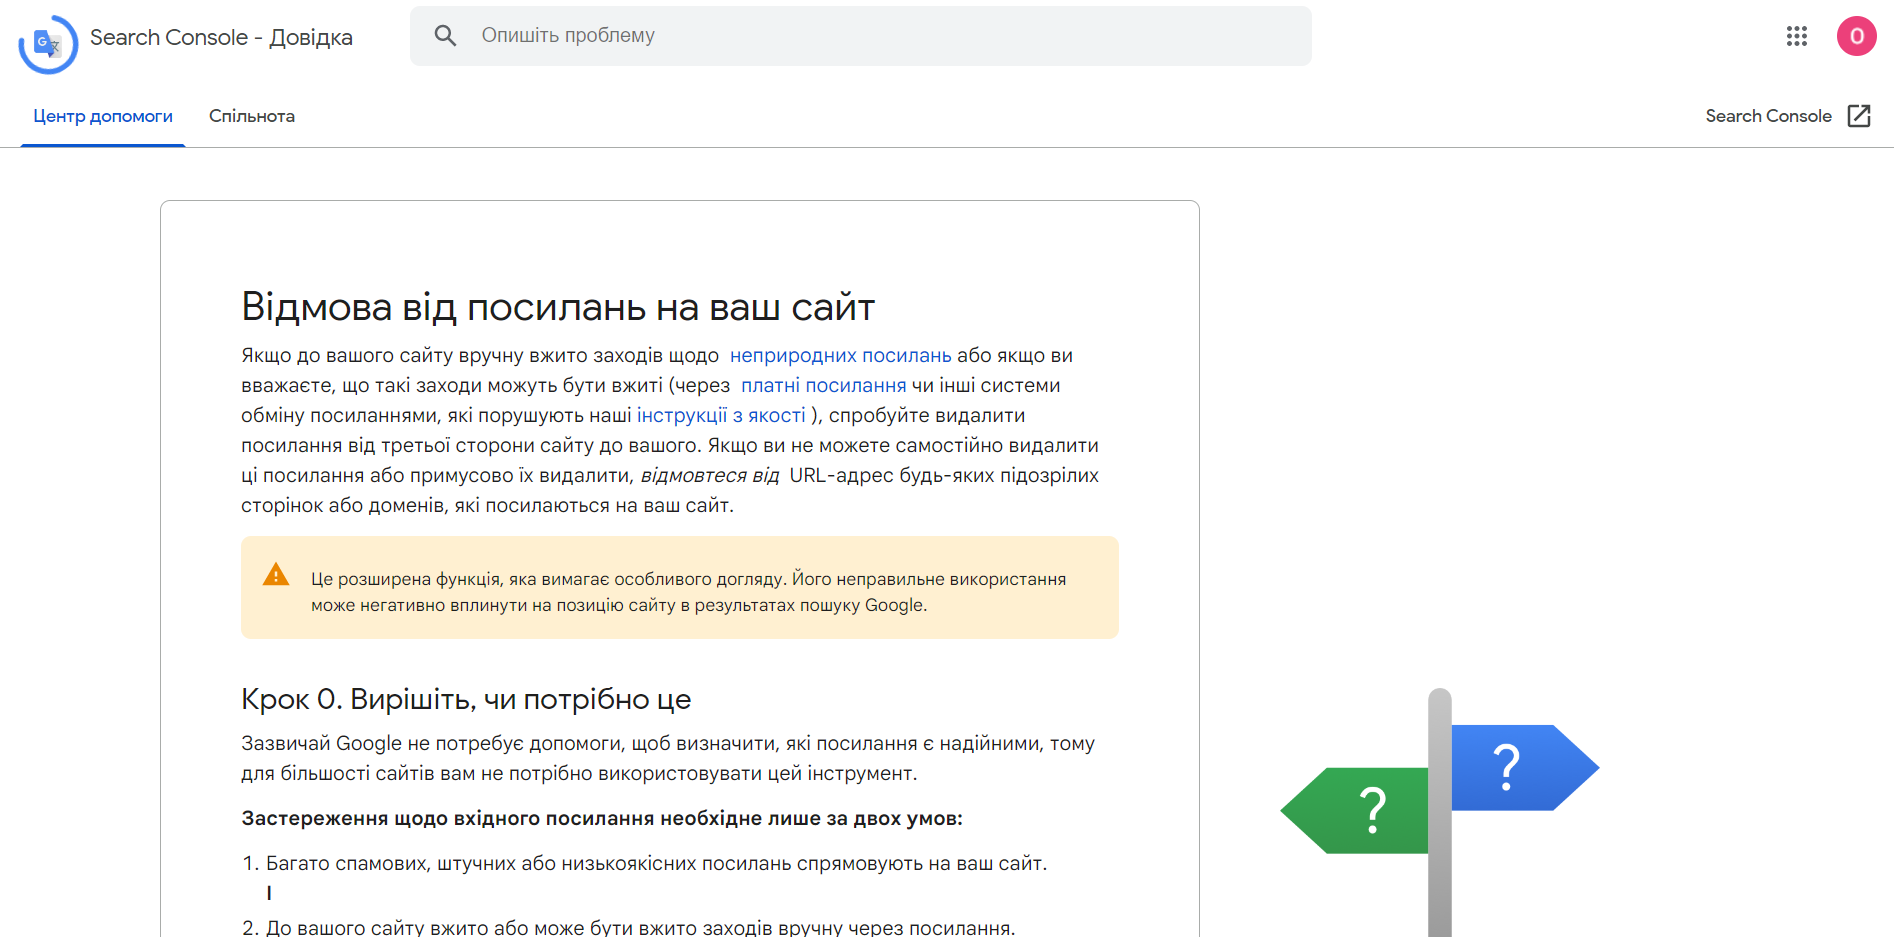 Search Console - Довідка
Опишіть проблему
O
Центр допомоги
Спільнота
Search Console
Відмова від посилань на ваш сайт
Якщо до вашого сайту вручну вжито заходів щодо неприродних посилань або якщо ви
вважаєте, що такі заходи можуть бути вжиті (через платні посилання чи інші системи
обміну посиланнями, які порушують наші інструкції з якості ), спробуйте видалити
посилання від третьої сторони сайту до вашого. Якщо ви не можете самостійно видалити
ці посилання або примусово їх видалити, відмовтеся від URL-адрес будь-яких підозрілих
сторінок або доменів, які посилаються на ваш сайт.
Це розширена функція, яка вимагає особливого догляду. Його неправильне використання
може негативно вплинути на позицію сайту в результатах пошуку Google.
Крок 0. Вирішіть, чи потрібно це
Зазвичай Google не потребує допомоги, щоб визначити, які посилання є надійними, тому
для більшості сайтів вам не потрібно використовувати цей інструмент.
Застереження щодо вхідного посилання необхідне лише за двох умов:
1. Багато спамових, штучних або низькоякісних посилань спрямовують на ваш сайт.
І
2. До вашого сайту вжито або може бути вжито заходів вручну через посилання.
?
?